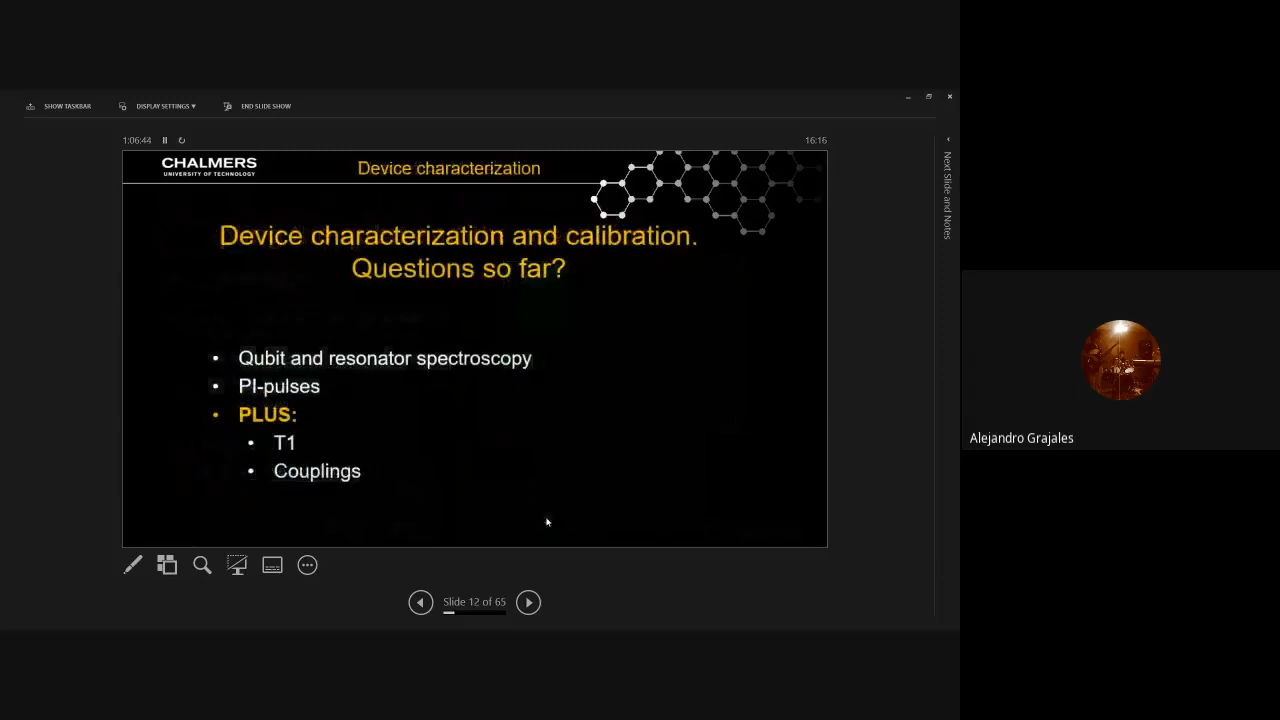 SHOW TASKBAR
DISPLAY SETTINGS ▾
END SLIDE SHOW
1:06:44
16:16
CHALMERS
UNIVERSITY OF TECHNOLOGY
Device characterization
Device characterization and calibration.
Questions so far?
• Qubit and resonator spectroscopy
• PI-pulses
• PLUS:
• T1
• Couplings
Slide 12 of 65
Next Slide and Notes
Alejandro Grajales